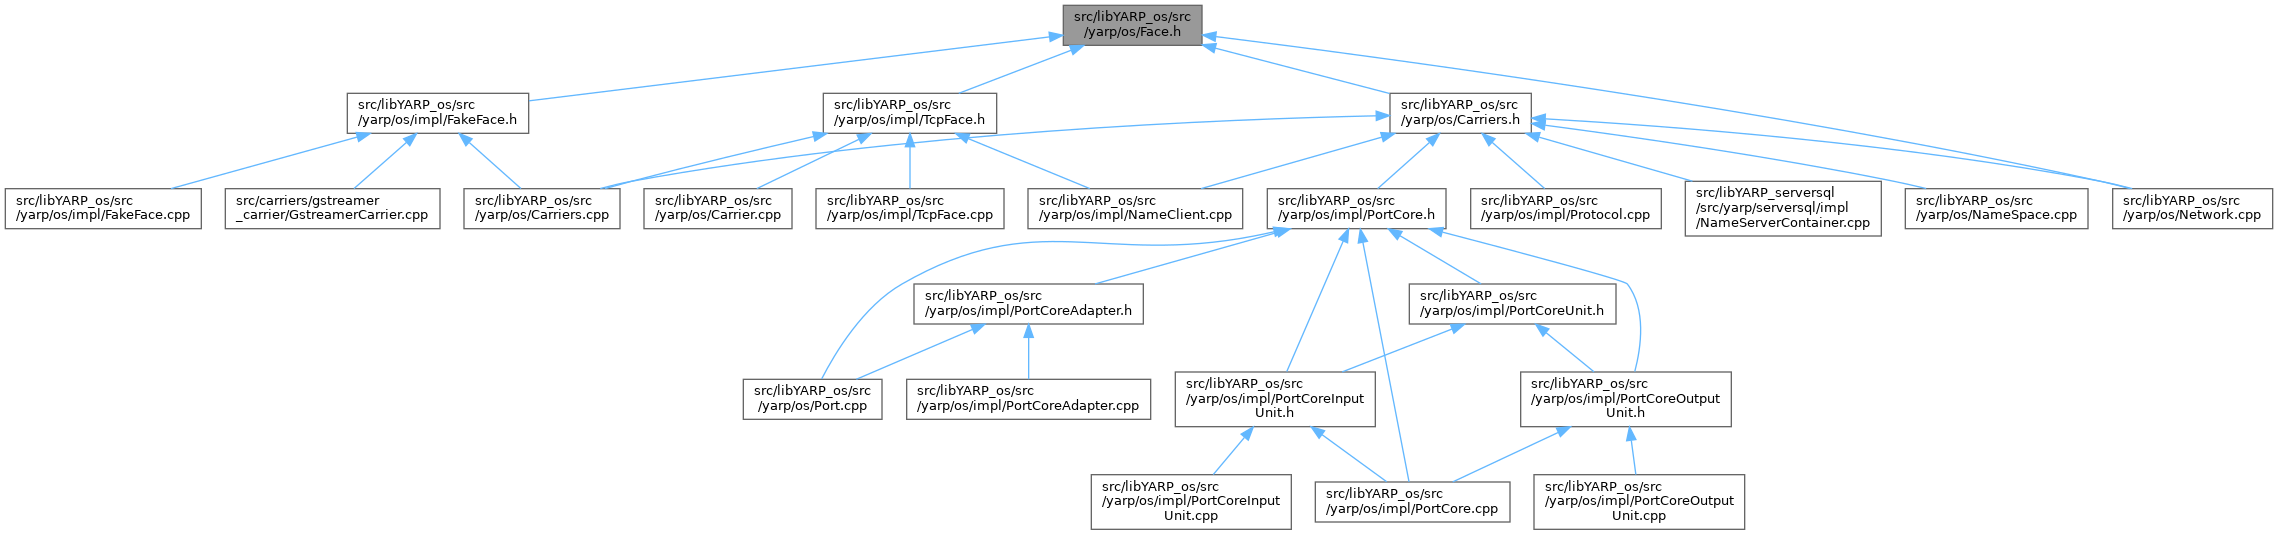 src/libYARP_os/src
/yarp/os/Face.h
src/libYARP_os/src
/yarp/os/impl/FakeFace.h
src/libYARP_os/src
/yarp/os/impl/TcpFace.h
src/libYARP_os/src
/yarp/os/Carriers.h
src/libYARP_os/src
/yarp/os/impl/FakeFace.cpp
src/carriers/gstreamer
_carrier/GstreamerCarrier.cpp
src/libYARP_os/src
/yarp/os/Carriers.cpp
src/libYARP_os/src
/yarp/os/Carrier.cpp
src/libYARP_os/src
/yarp/os/impl/TcpFace.cpp
src/libYARP_os/src
/yarp/os/impl/NameClient.cpp
src/libYARP_os/src
/yarp/os/impl/PortCore.h
src/libYARP_os/src
/yarp/os/impl/Protocol.cpp
src/libYARP_serversql
/src/yarp/serversql/impl
/NameServerContainer.cpp
src/libYARP_os/src
/yarp/os/NameSpace.cpp
src/libYARP_os/src
/yarp/os/Network.cpp
src/libYARP_os/src
/yarp/os/impl/PortCoreAdapter.h
src/libYARP_os/src
/yarp/os/impl/PortCoreUnit.h
src/libYARP_os/src
/yarp/os/Port.cpp
src/libYARP_os/src
/yarp/os/impl/PortCoreAdapter.cpp
src/libYARP_os/src
/yarp/os/impl/PortCoreInput
Unit.h
src/libYARP_os/src
/yarp/os/impl/PortCoreOutput
Unit.h
src/libYARP_os/src
/yarp/os/impl/PortCoreInput
Unit.cpp
src/libYARP_os/src
/yarp/os/impl/PortCore.cpp
src/libYARP_os/src
/yarp/os/impl/PortCoreOutput
Unit.cpp